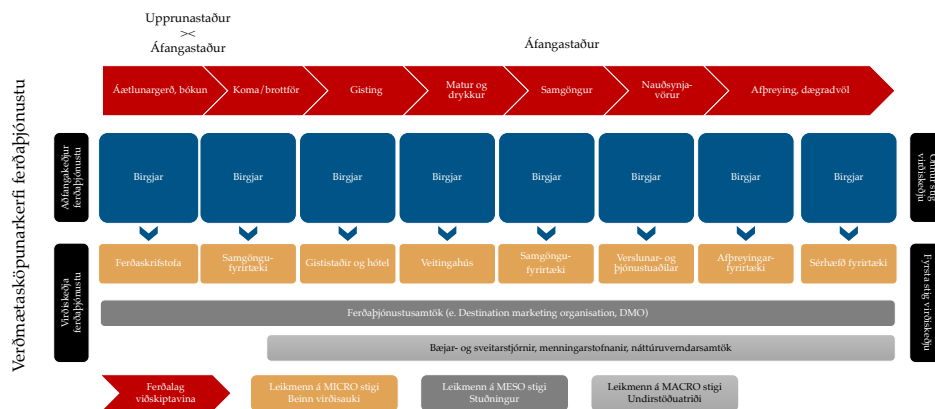 Upprunastaður
><
Áfangastaður
Áfangastaður
Verðmætasköpunarkerfi ferðaþjónustu
Áætlunargerð, bókun
Koma/brottför
Gisting
Matur og
drykkur
Samgöngur
Nauðsynja-
vörur
Afþreying, dægradvöl
Aðfangakeðjur
ferðaþjónustu
Birgjar
Birgjar
Birgjar
Birgjar
Birgjar
Birgjar
Birgjar
Birgjar
stig
virðiskeðju
Virðiskeðja
ferðaþjónustu
Ferðaskrifstofa
Samgöngu-
fyrirtæki
Gististaðir og hótel
Veitingahús
Samgöngu-
fyrirtæki
Verslunar- og
þjónustuaðilar
Afþreyingar-
fyrirtæki
Sérhæfð fyrirtæki
Fyrsta stig virðiskeðju
Ferðaþjónustusamtök (e. Destination marketing organisation, DMO)
Bæjar- og sveitarstjórnir, menningarstofnanir, náttúruverndarsamtök
Ferðalag
viðskiptavina
Leikmenn á MICRO stigi
Beinn virðisauki
Leikmenn á MESO stigi
Stuðningur
Leikmenn á MACRO stigi
Undirstöðuatriði